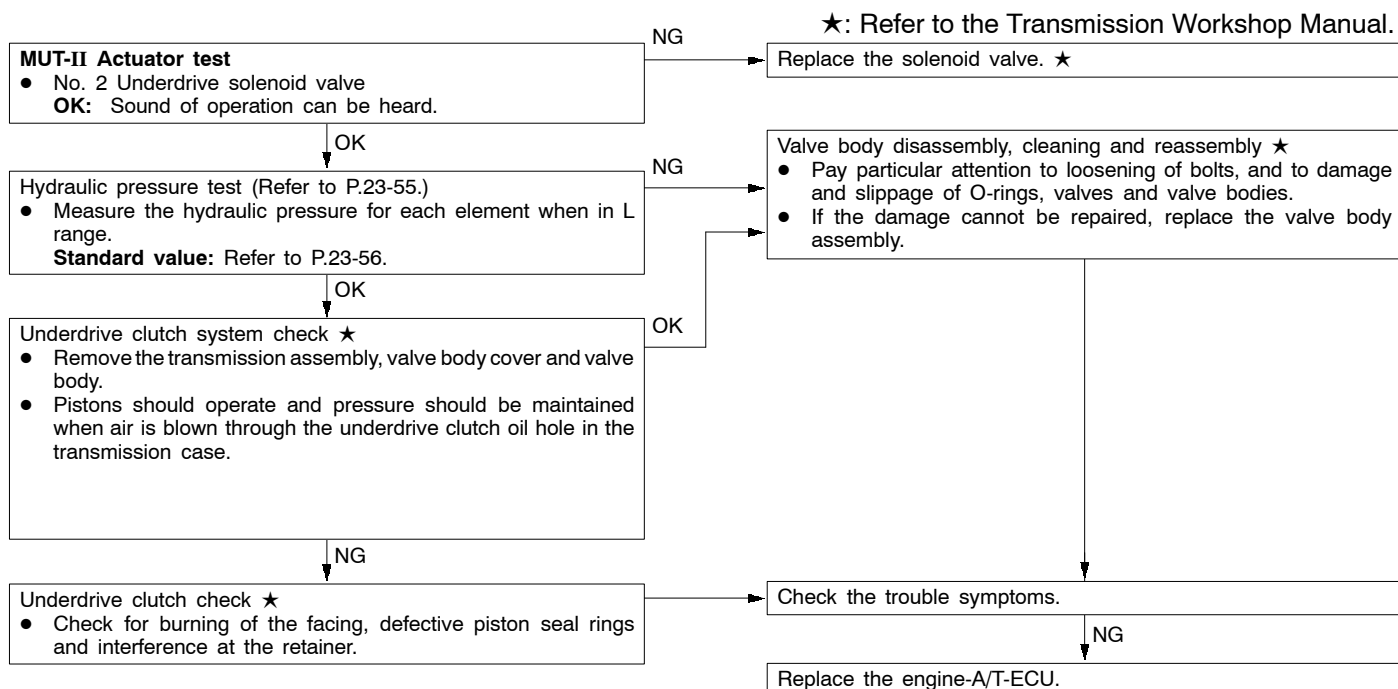 ★: Refer to the Transmission Workshop Manual.
MUT-II Actuator test
● No. 2 Underdrive solenoid valve
OK: Sound of operation can be heard.
NG
Replace the solenoid valve. ★
OK
Hydraulic pressure test (Refer to P.23-55.)
● Measure the hydraulic pressure for each element when in L
range.
Standard value: Refer to P.23-56.
NG
Valve body disassembly, cleaning and reassembly ★
● Pay particular attention to loosening of bolts, and to damage
and slippage of O-rings, valves and valve bodies.
● If the damage cannot be repaired, replace the valve body
assembly.
OK
Underdrive clutch system check ★
● Remove the transmission assembly, valve body cover and valve
body.
● Pistons should operate and pressure should be maintained
when air is blown through the underdrive clutch oil hole in the
transmission case.
OK
NG
Underdrive clutch check ★
● Check for burning of the facing, defective piston seal rings
and interference at the retainer.
Check the trouble symptoms.
NG
Replace the engine-A/T-ECU.